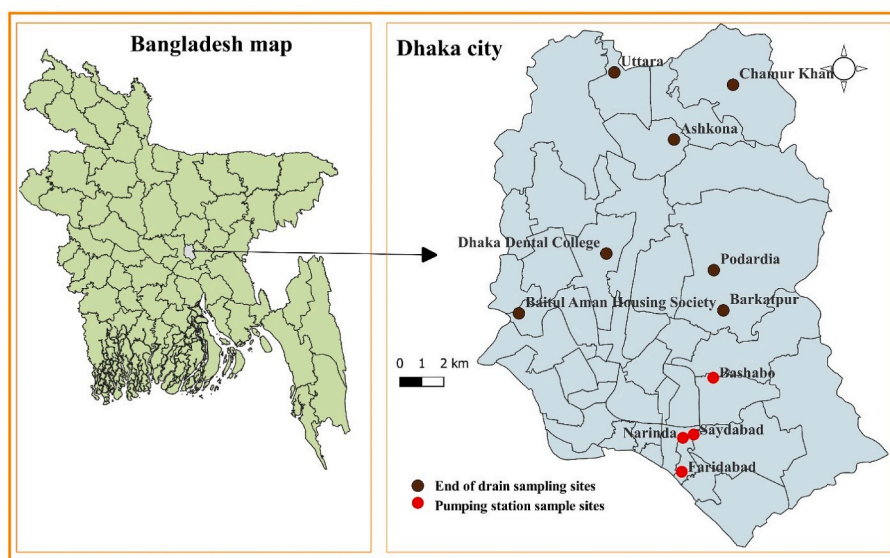 Bangladesh map
Dhaka city
Uttara
Chamur Khan
Ashkona
Dhaka Dental College
Podardia
Baitul Aman Housing Society
Barkatpur
0 1 2 km
Bashabo
Narinda
Saydabad
Faridabad
End of drain sampling sites
Pumping station sample sites